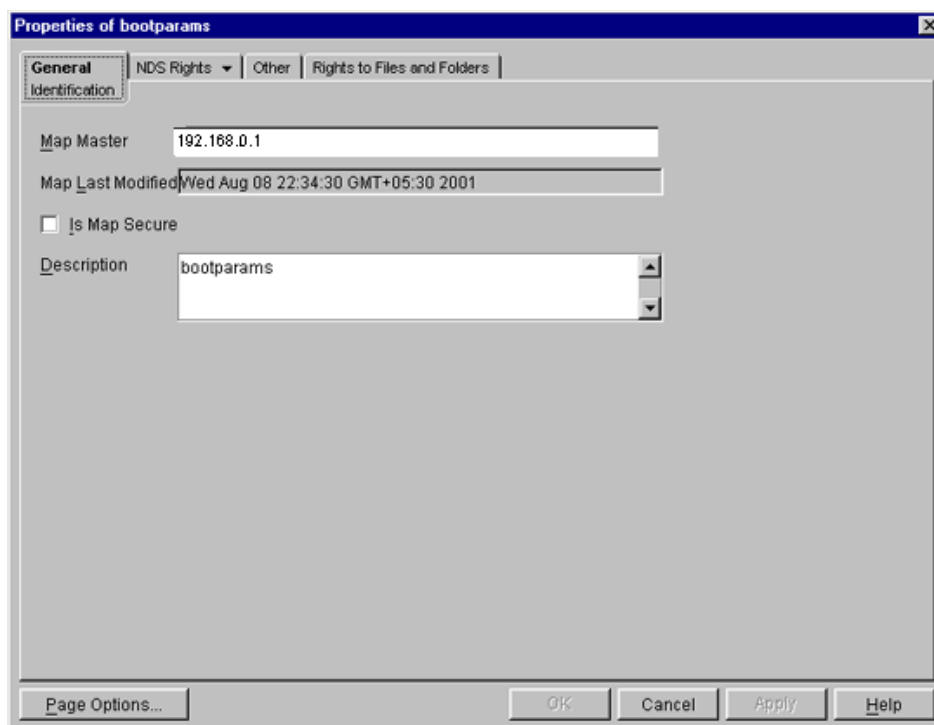 Properties of bootparams
General NDS Rights Other Rights to Files and Folders
Identification
Map Master 192.168.0.1
Map Last Modified Wed Aug 08 22:34:30 GMT+05:30 2001
Is Map Secure
Description bootparams
Page Options... OK Cancel Apply Help